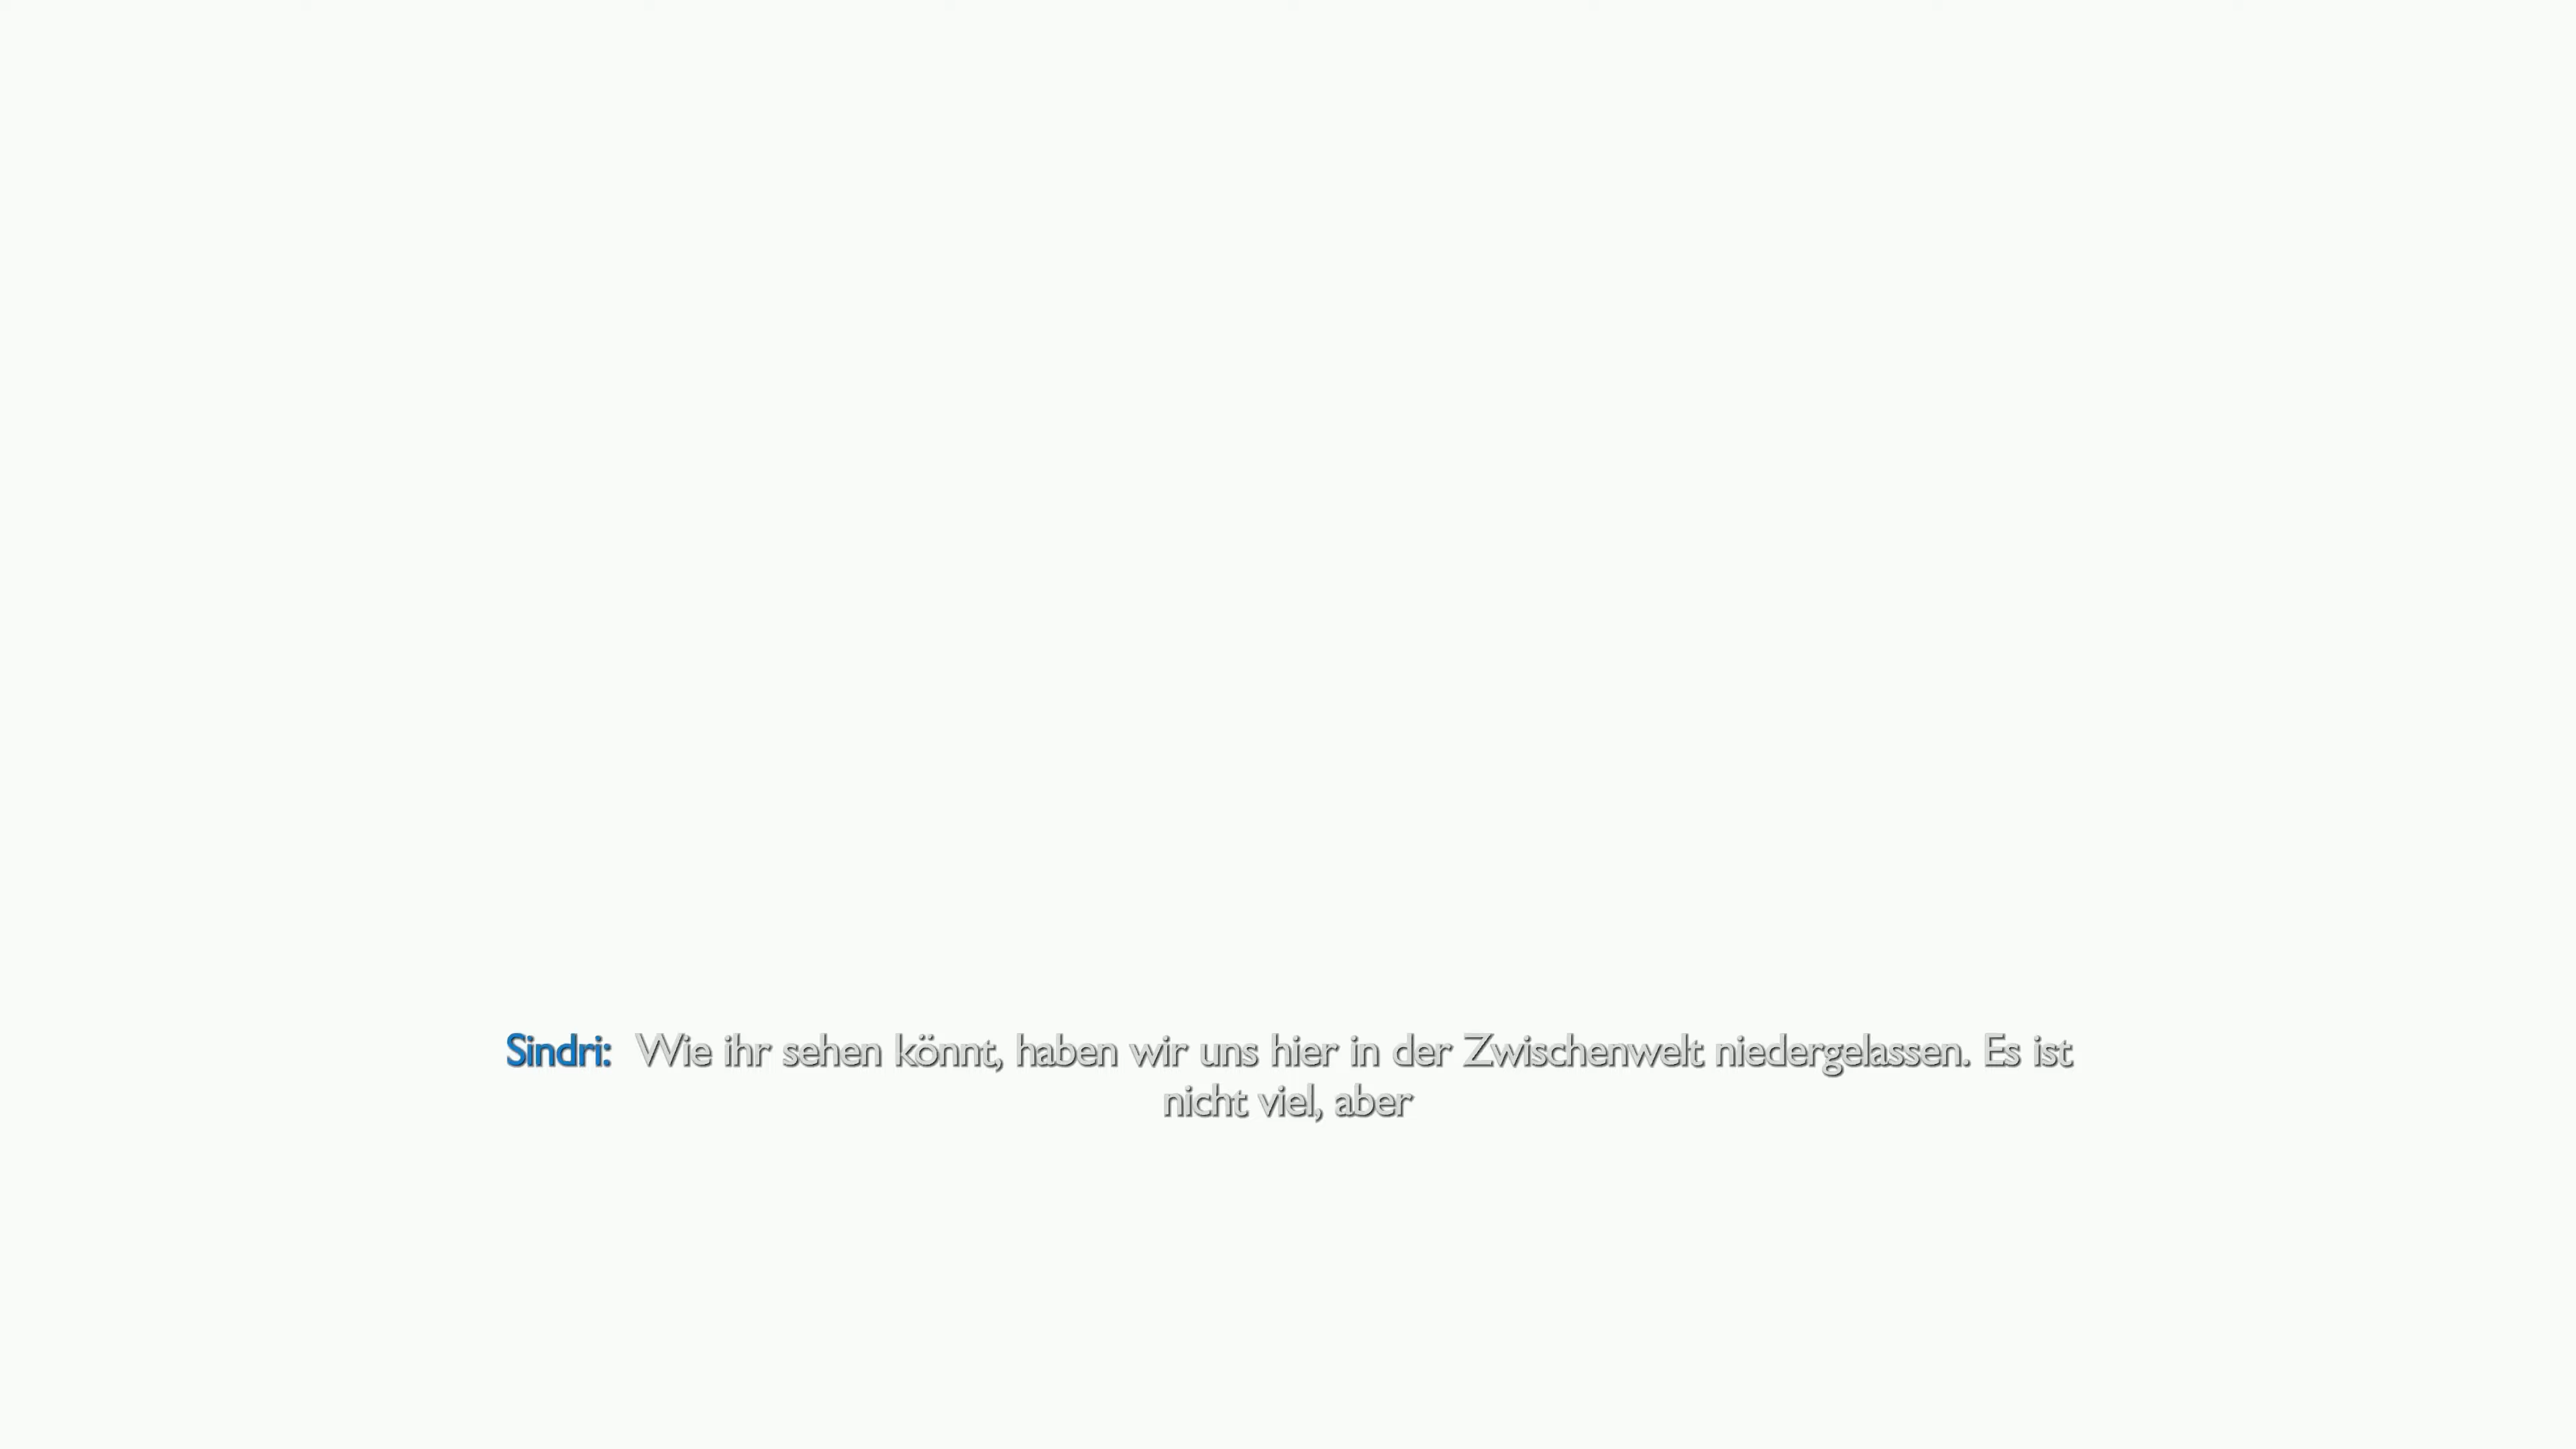 Sindri: Wie ihr sehen könnt, haben wir uns hier in der Zwischenwelt niedergelassen. Es ist
nicht viel, aber